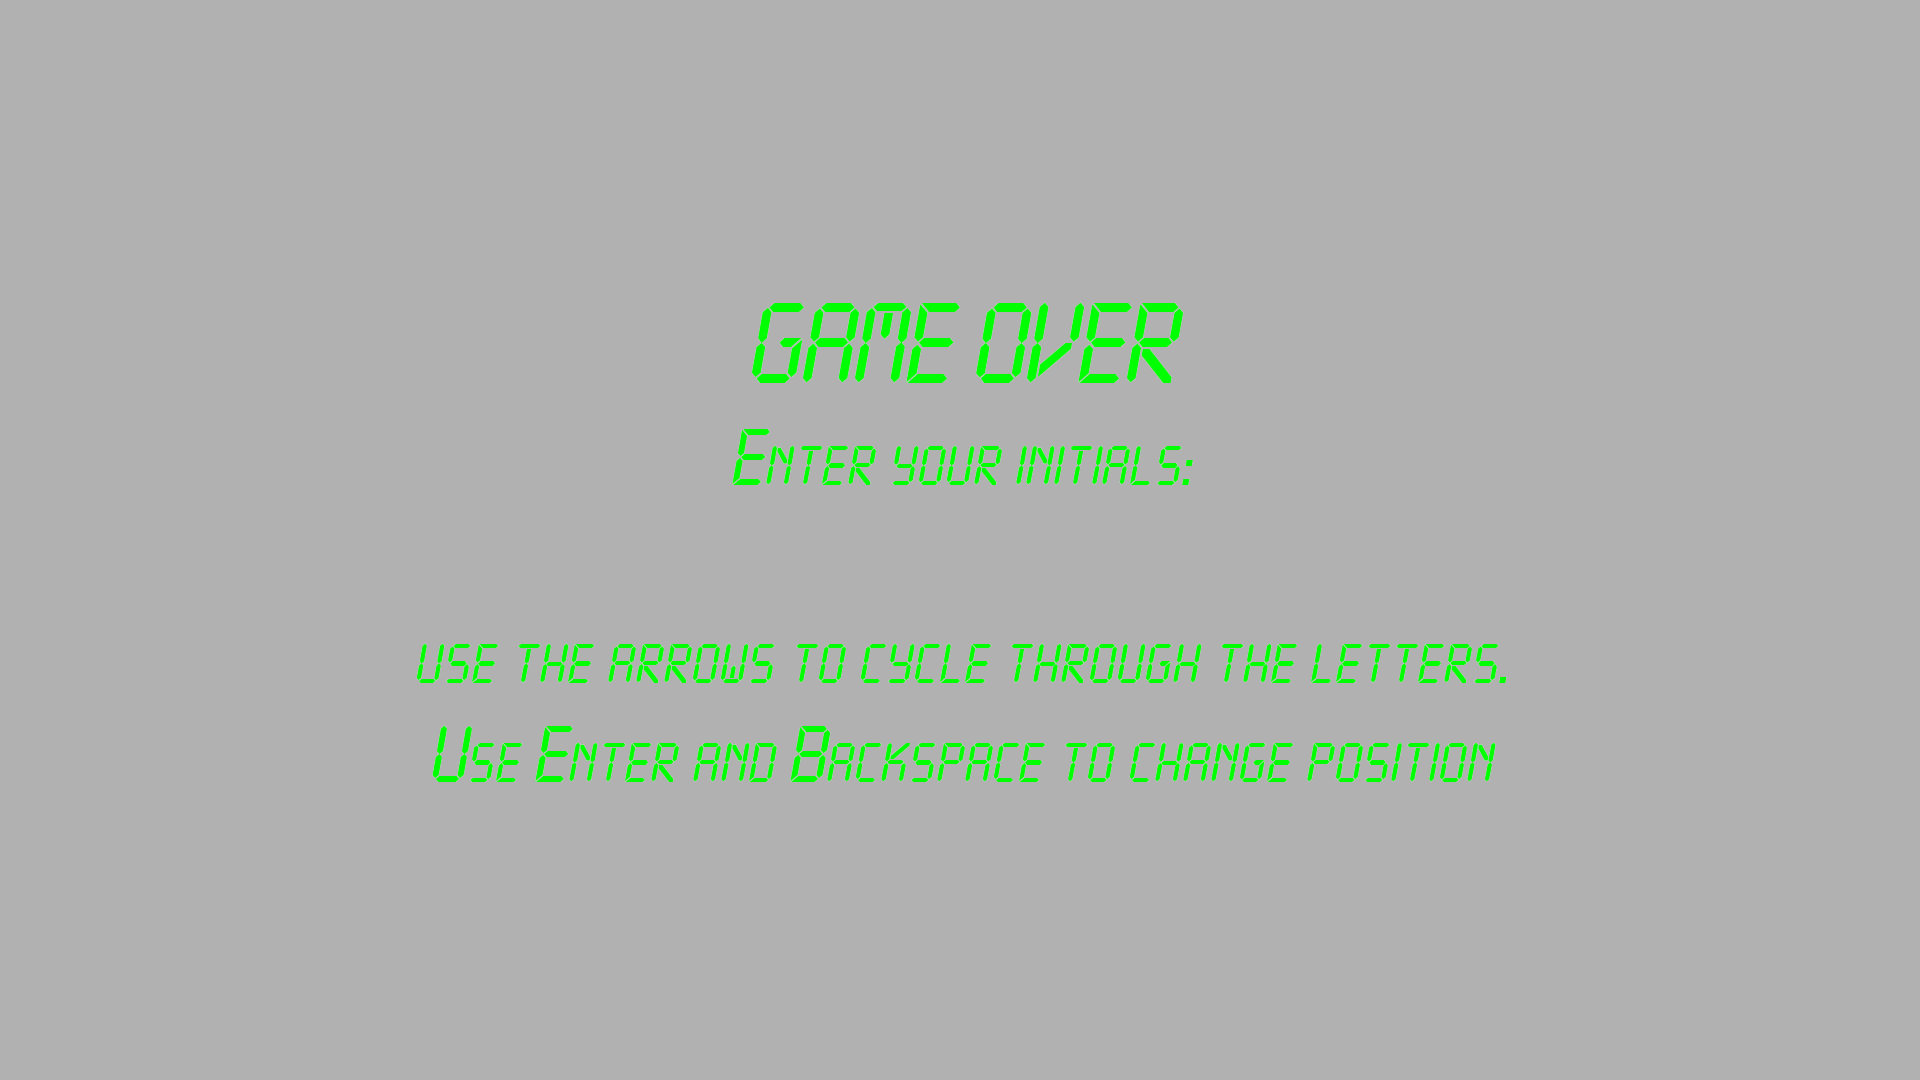 GAME OVER
Enter your initials:
use the arrows to cycle through the letters.
Use Enter and Backspace to change position